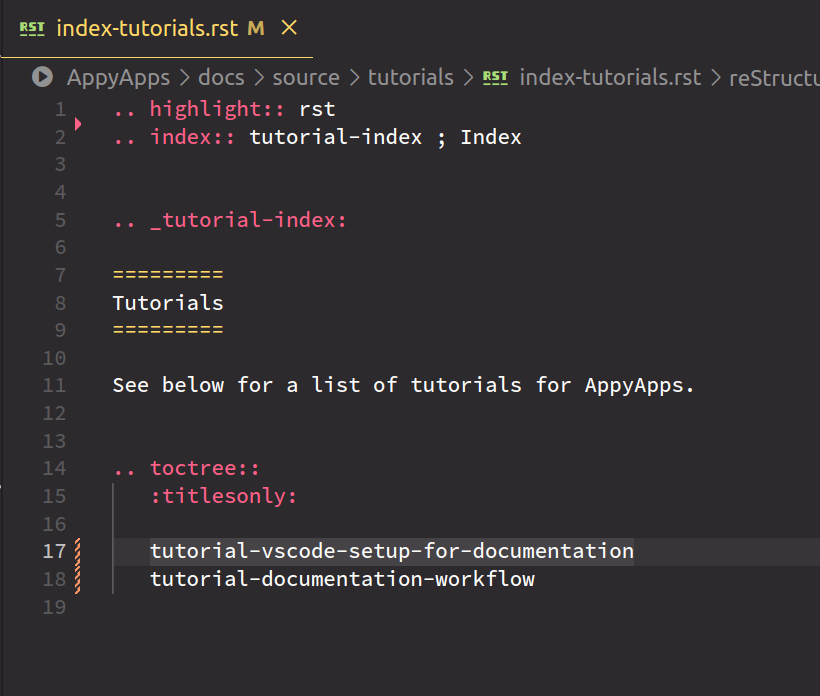 RST index-tutorials.rst M ×
AppyApps > docs > source > tutorials > RST index-tutorials.rst > reStructu
1 .. highlight:: rst
2 .. index:: tutorial-index ; Index
3
4
5 .. _tutorial-index:
6
7 =========
8 Tutorials
9 =========
10
11 See below for a list of tutorials for AppyApps.
12
13
14 .. toctree::
15 :titlesonly:
16
17 tutorial-vscode-setup-for-documentation
18 tutorial-documentation-workflow
19